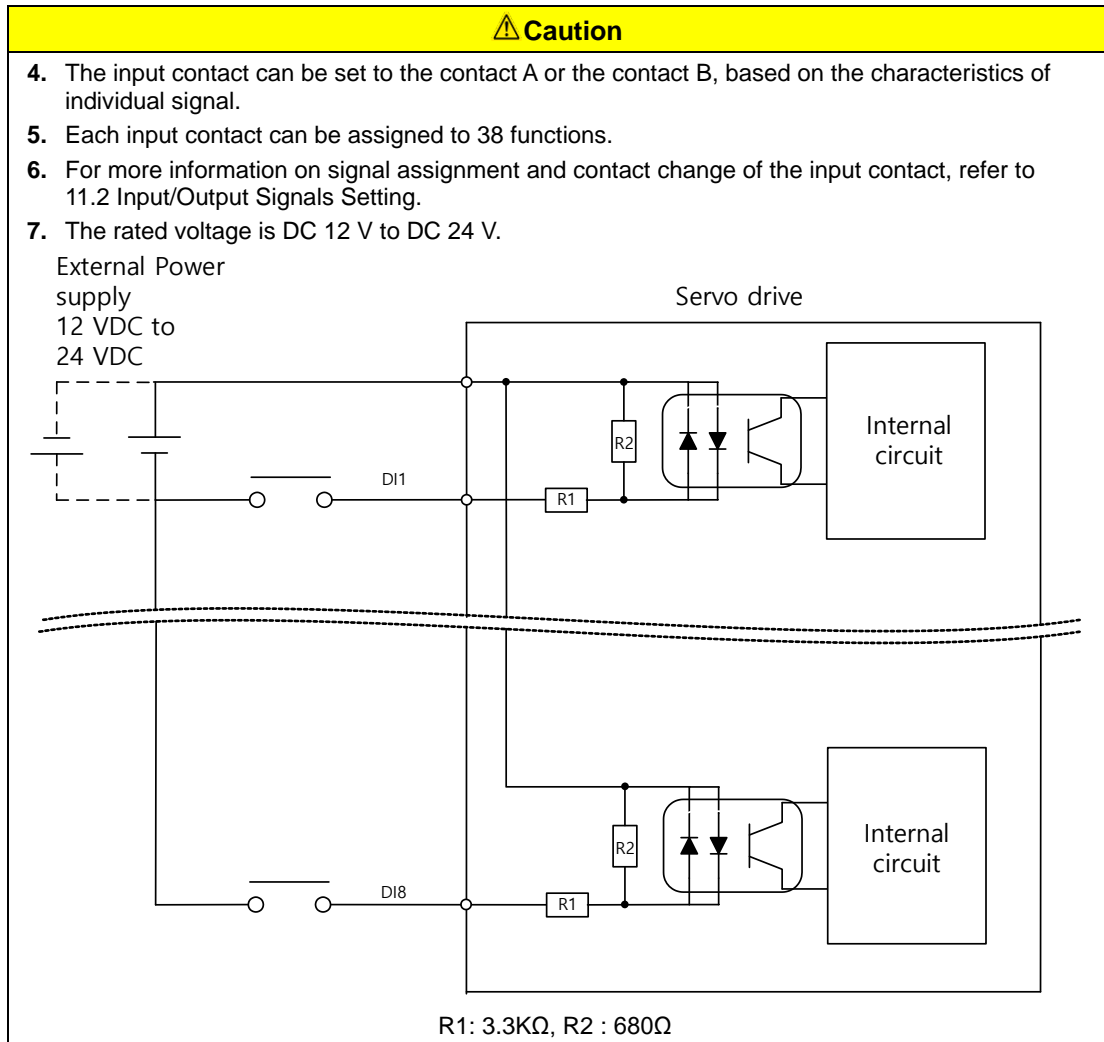 ⚠Caution
4. The input contact can be set to the contact A or the contact B, based on the characteristics of
individual signal.
5. Each input contact can be assigned to 38 functions.
6. For more information on signal assignment and contact change of the input contact, refer to
11.2 Input/Output Signals Setting.
7. The rated voltage is DC 12 V to DC 24 V.
External Power
supply
12 VDC to
24 VDC
Servo drive
R2
Internal
circuit
DI1
R1
R2
Internal
circuit
DI8
R1
R1: 3.3KΩ, R2 : 680Ω